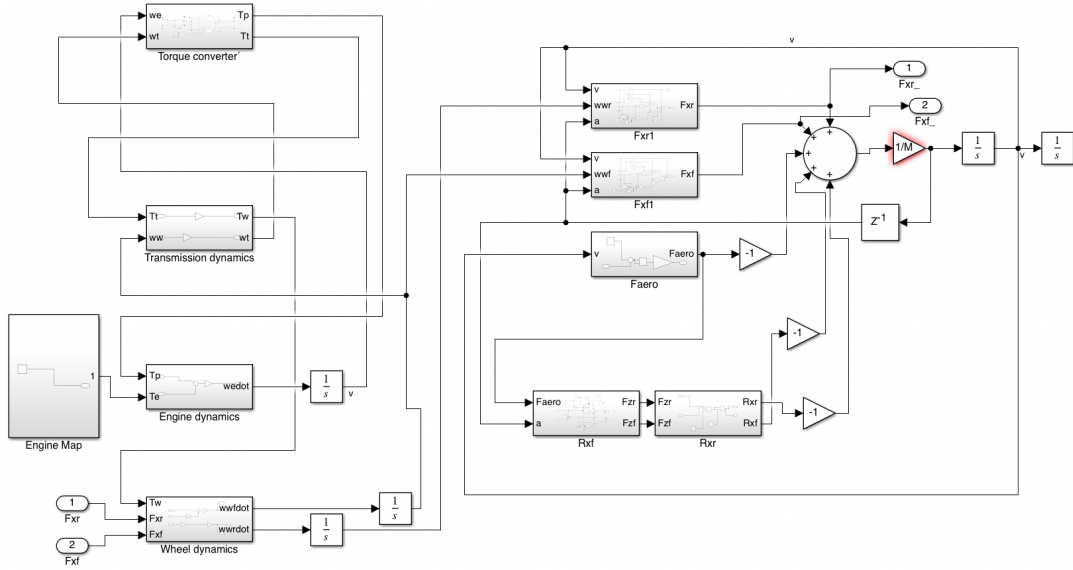 we
wt
Tp
Tt
Torque converter
Tt
ww
Tw
wt
Transmission dynamics
1
Engine Map
Tp
Te
wedot
Engine dynamics
1
s
v
1
Fxr
2
Fxf
Tw
Fxr
Fxf
wwfdot
wwrdot
Wheel dynamics
1
s
1
s
v
v
wwr
a
Fxr
Fxr1
v
wwf
a
Fxf
Fxf1
1
Fxr_
2
Fxf_
+
+
+
+
+
1/M
1
s
v
1
s
Z-1
v
Faero
Faero
-1
-1
-1
Faero
a
Fzr
Fzf
Rxf
Fzr
Fzf
Rxr
Rxf
Rxr